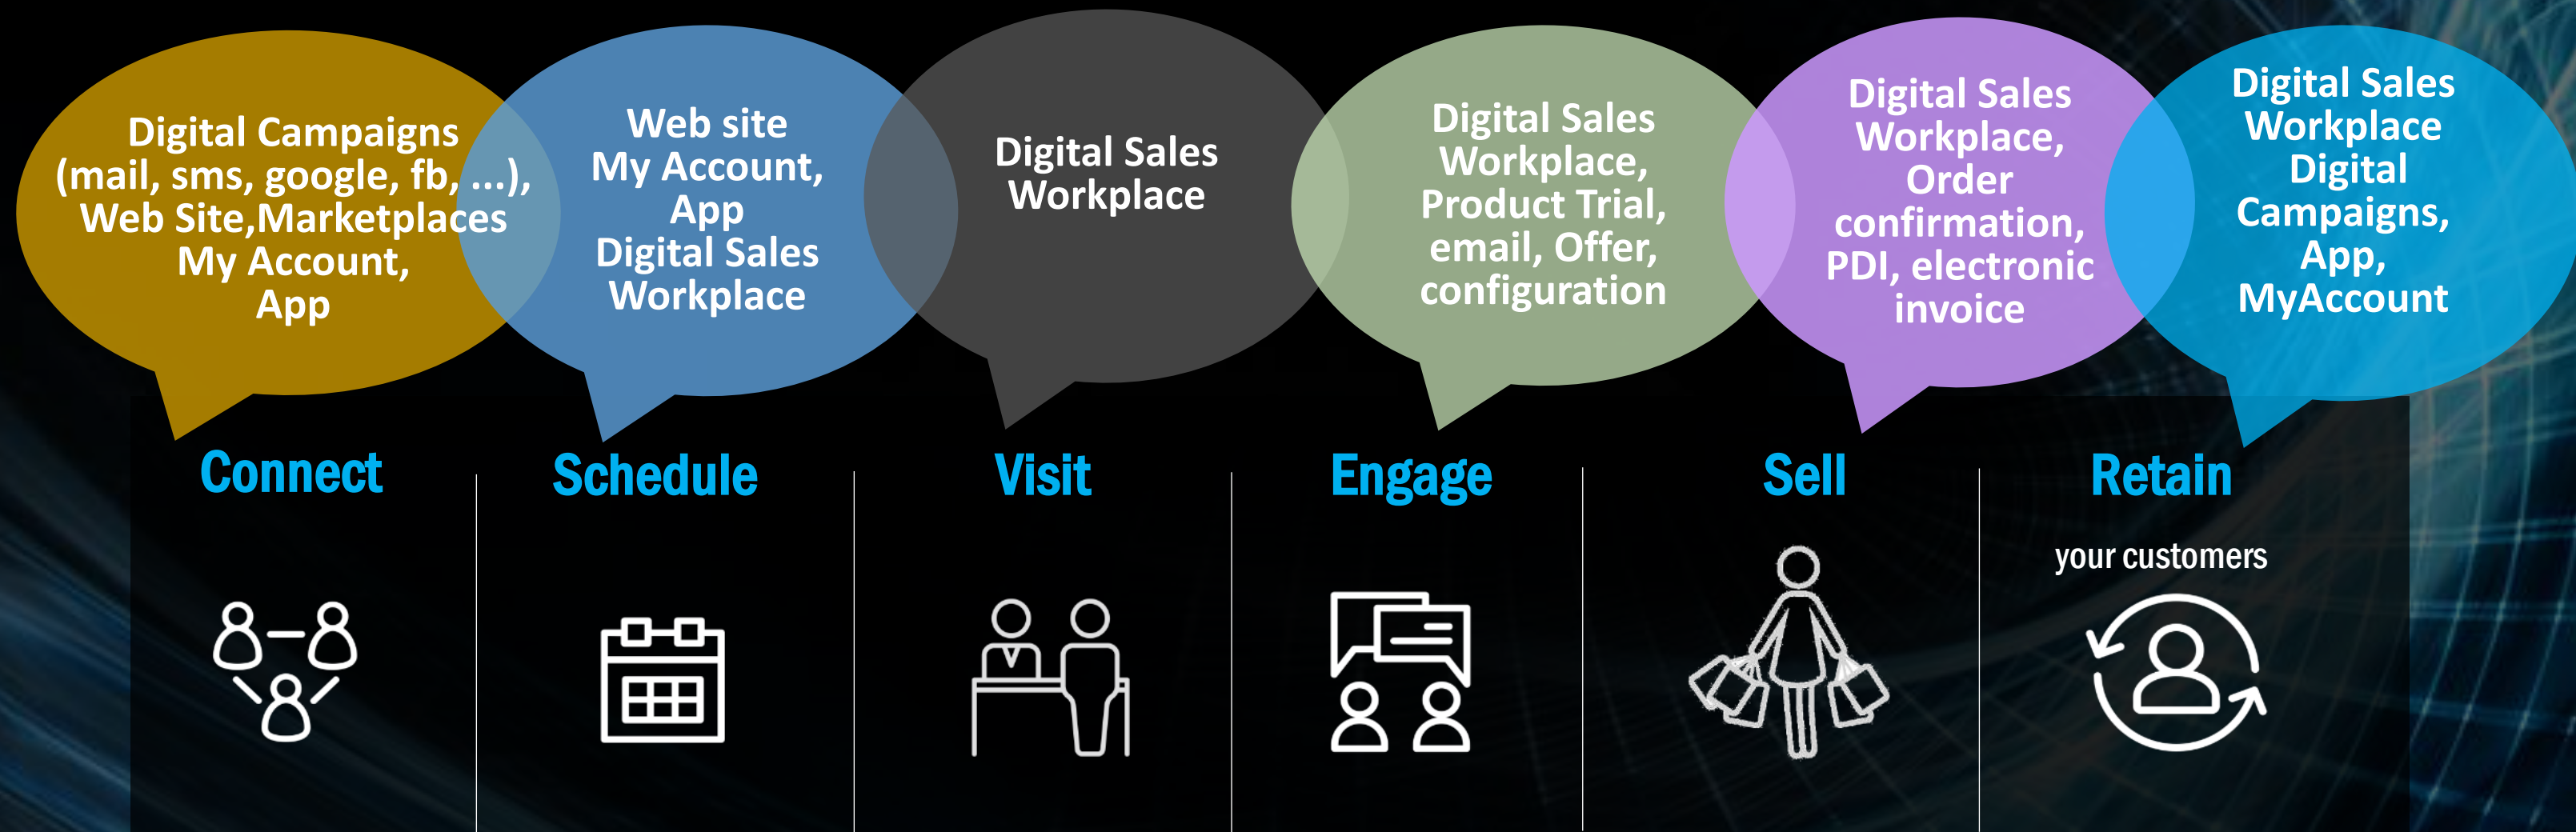 Digital Campaigns
(mail, sms, google, fb, ...),
Web Site,Marketplaces
My Account,
App
Web site
My Account,
App
Digital Sales
Workplace
Digital Sales
Workplace
Digital Sales
Workplace,
Product Trial,
email, Offer,
configuration
Digital Sales
Workplace,
Order
confirmation,
PDI, electronic
invoice
Digital Sales
Workplace
Digital
Campaigns,
App,
MyAccount
Connect
Schedule
Visit
Engage
Sell
Retain
your customers